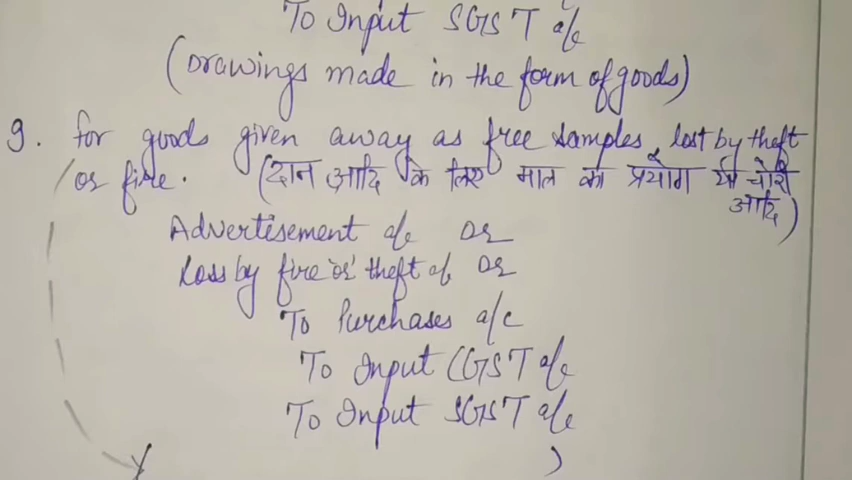 To Input SGST a/c
(Drawings made in the form of goods)
9. for goods given away as free samples, lost by theft
or fire. (दान आदि के लिए माल का प्रयोग या चोरी
आदि)
Advertisement a/c Dr
Loss by fire 'or' theft a/c Dr
To Purchases a/c
To Input CGST a/c
To Input SGST a/c
)